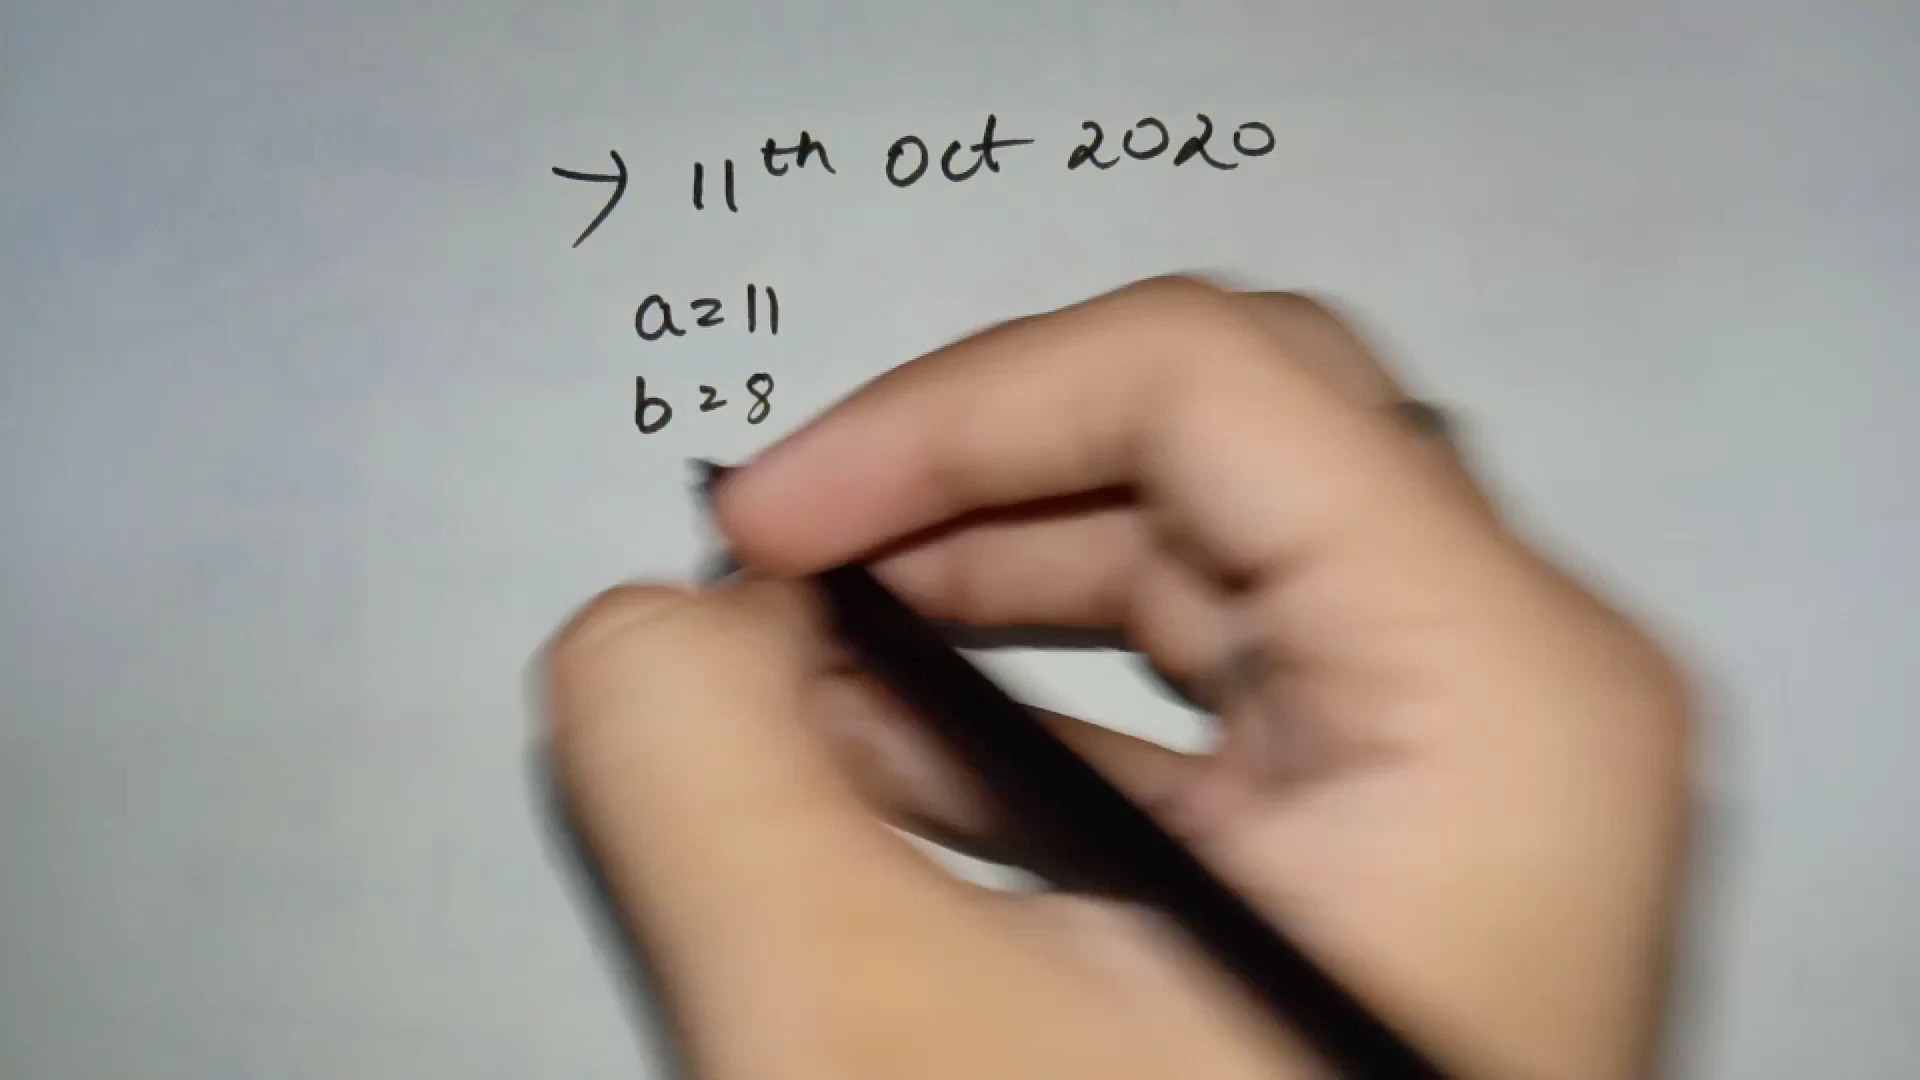 → 11th Oct 2020
a = 11
b = 8